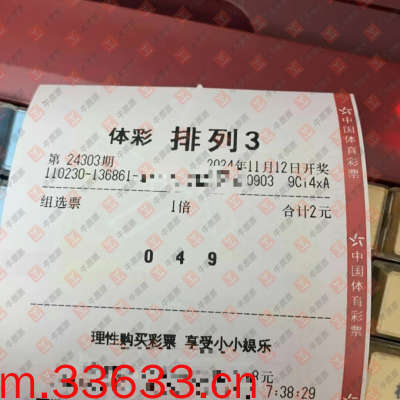 体彩 排列3
第 24303期 2024年11月12日开奖
110230-136861- 0903 9Ci4xA
组选票 1倍 合计2元
0 4 9
理性购买彩票 享受小小娱乐
8元
7:38:29
中国体育彩票
中国体育彩票
m.33633.cn